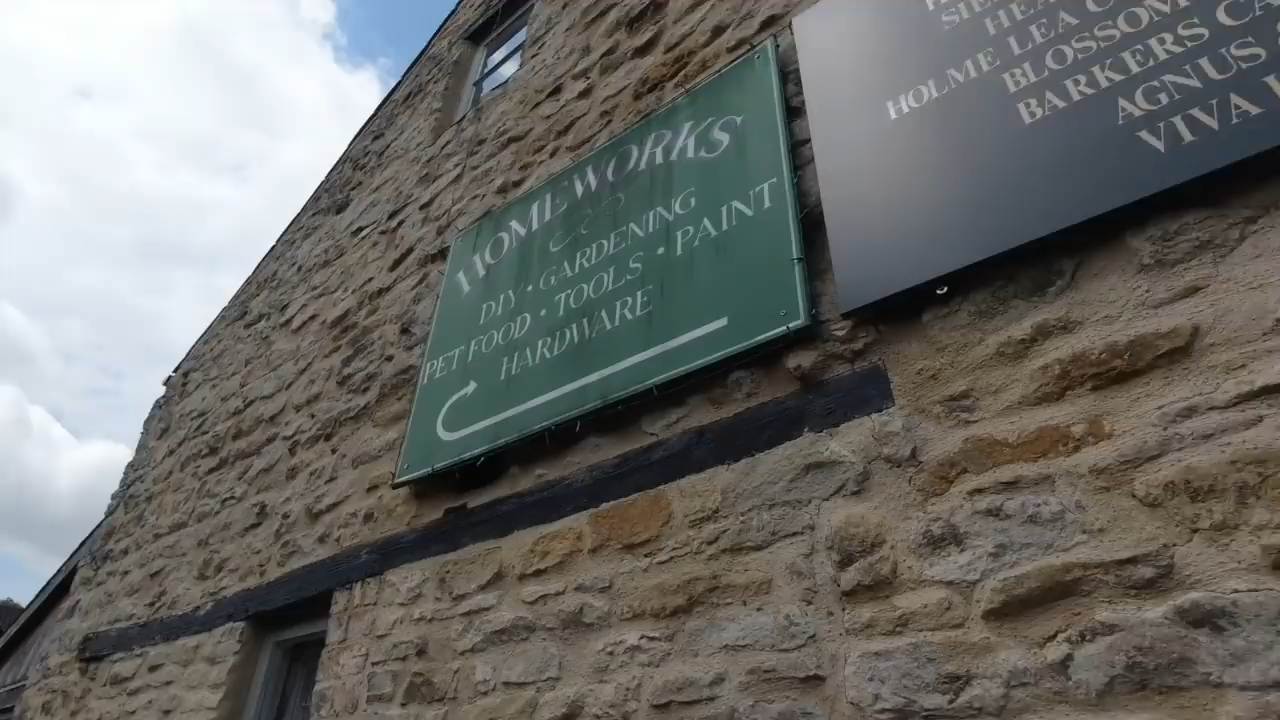 HOMEWORKS
DIY · GARDENING
PET FOOD · TOOLS · PAINT
HARDWARE
HOLME LEA
BLOSSOM
BARKERS
AGNUS
VIVA